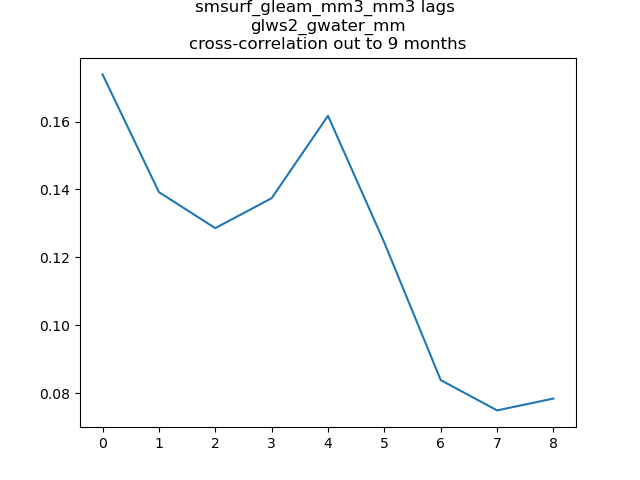 smsurf_gleam_mm3_mm3 lags
glws2_gwater_mm
cross-correlation out to 9 months
0.16
0.14
0.12
0.10
0.08
0 1 2 3 4 5 6 7 8